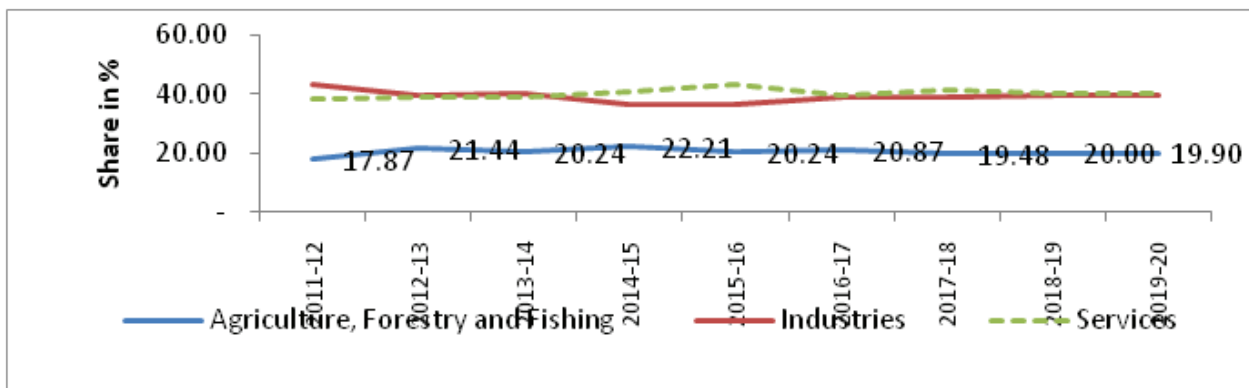 60.00
40.00
20.00
-
Share in %
17.87 21.44 20.24 22.21 20.24 20.87 19.48 20.00 19.90
2011-12 2012-13 2013-14 2014-15 2015-16 2016-17 2017-18 2018-19 2019-20
Agriculture, Forestry and Fishing Industries Services